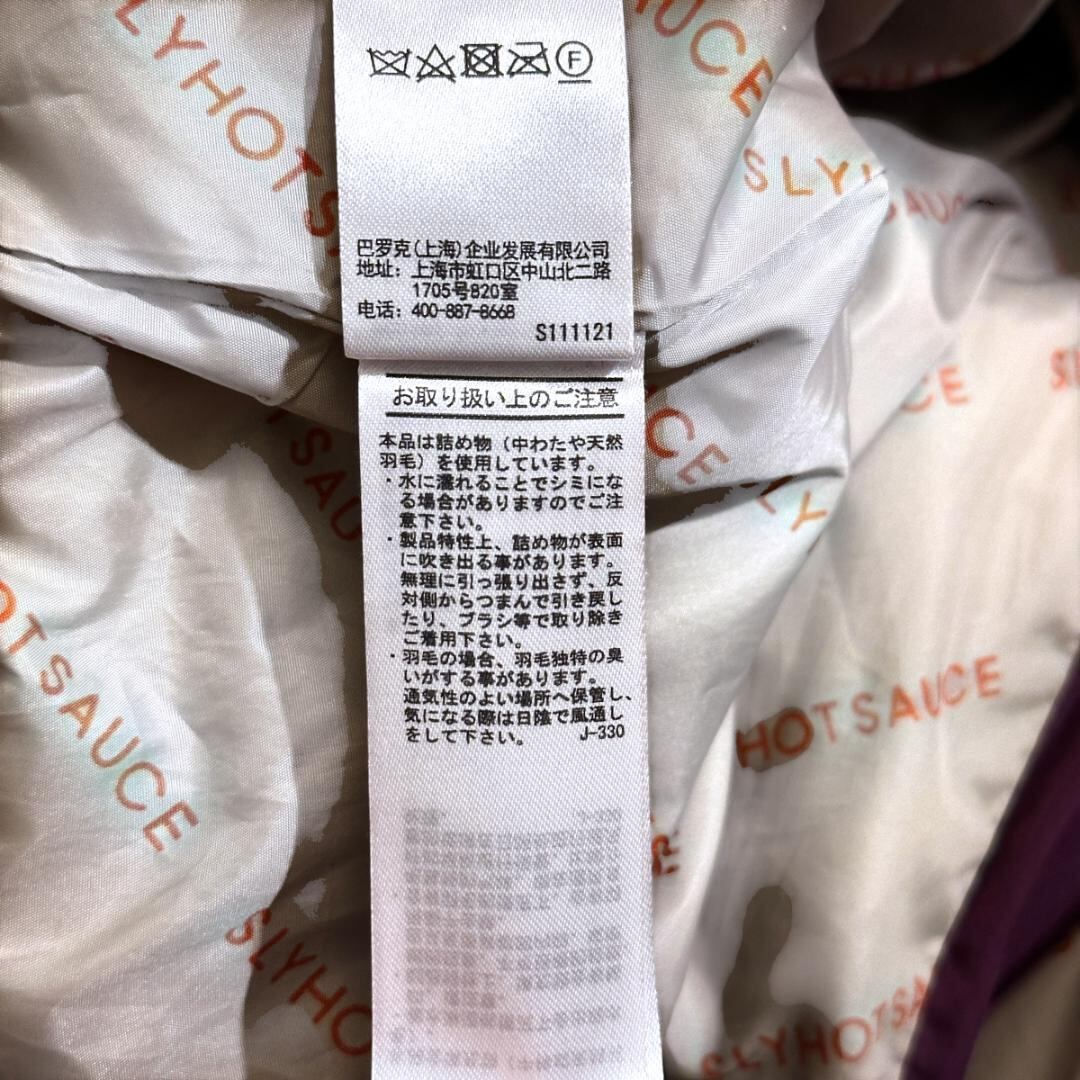 F
巴罗克(上海)企业发展有限公司
地址: 上海市虹口区中山北二路
1705号820室
电话: 400-887-8668
S111121
お取り扱い上のご注意
本品は詰め物（中わたや天然
羽毛）を使用しています。
・水に濡れることでシミにな
る場合がありますのでご注
意下さい。
・製品特性上、詰め物が表面
に吹き出る事があります。
無理に引っ張り出さず、反
対側からつまんで引き戻し
たり、ブラシ等で取り除き
ご着用下さい。
・羽毛の場合、羽毛独特の臭
いがする事があります。
通気性のよい場所へ保管し、
気になる際は日陰で風通し
をして下さい。 J-330
SLYHOTS
UCE
SLY
SAUC
CE
UCE
LY
TSAU
OTSAUCE
HOTSAUCE
SLYHO
SLYHOTSA